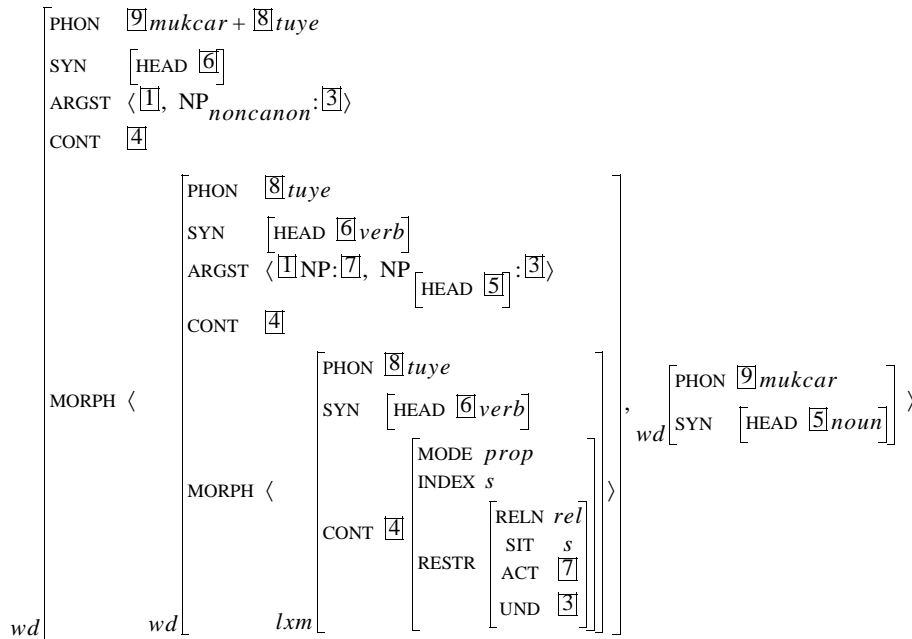 PHON [9] mukcar + [8] tuye
SYN [HEAD [6]]
ARGST ⟨[1], NP noncanon : [3]⟩
CONT [4]
PHON [8] tuye
SYN [HEAD [6] verb]
ARGST ⟨[1] NP: [7], NP [HEAD [5]] : [3]⟩
CONT [4]
MORPH ⟨
PHON [8] tuye
SYN [HEAD [6] verb]
MORPH ⟨
CONT [4]
MODE prop
INDEX s
RESTR
RELN rel
SIT s
ACT [7]
UND [3]
⟩
lxm
wd
,
wd
PHON [9] mukcar
SYN [HEAD [5] noun]
⟩
wd